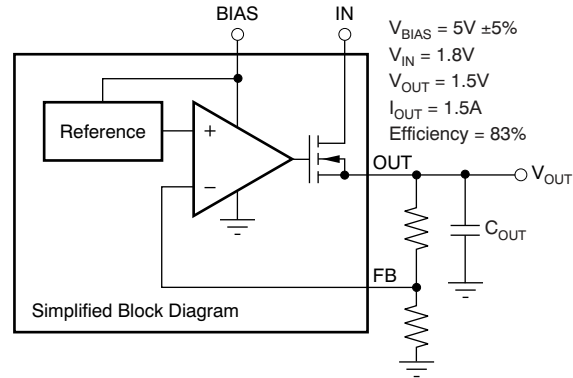 BIAS
IN
V_BIAS = 5V ±5%
V_IN = 1.8V
V_OUT = 1.5V
I_OUT = 1.5A
Efficiency = 83%
Reference
+
−
OUT
V_OUT
C_OUT
FB
Simplified Block Diagram